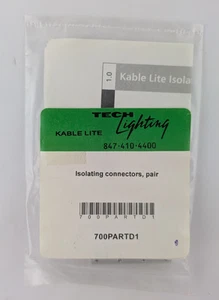 1.0
Kable Lite Isola
TECH
Lighting
KABLE LITE
847-410-4400
Isolating connectors, pair
700PARTD1
700PARTD1